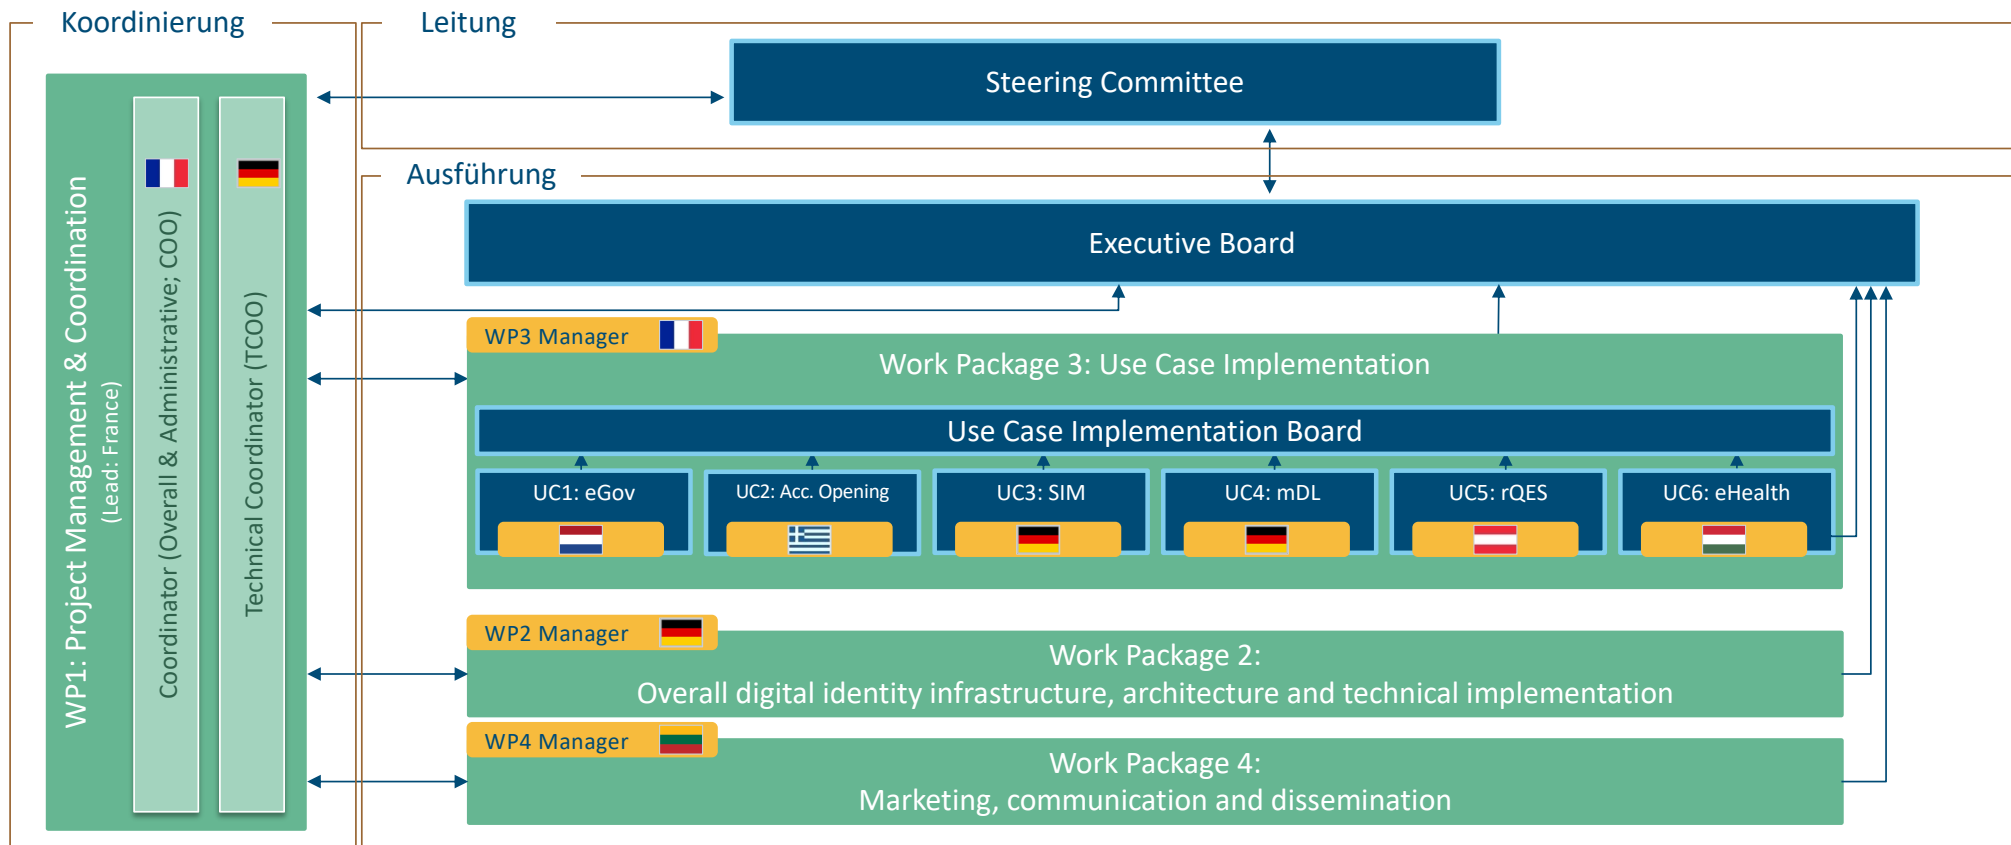 Koordinierung
WP1: Project Management & Coordination
(Lead: France)
Coordinator (Overall & Administrative; COO)
Technical Coordinator (TCOO)
Leitung
Steering Committee
Ausführung
Executive Board
WP3 Manager
Work Package 3: Use Case Implementation
Use Case Implementation Board
UC1: eGov
UC2: Acc. Opening
UC3: SIM
UC4: mDL
UC5: rQES
UC6: eHealth
WP2 Manager
Work Package 2:
Overall digital identity infrastructure, architecture and technical implementation
WP4 Manager
Work Package 4:
Marketing, communication and dissemination